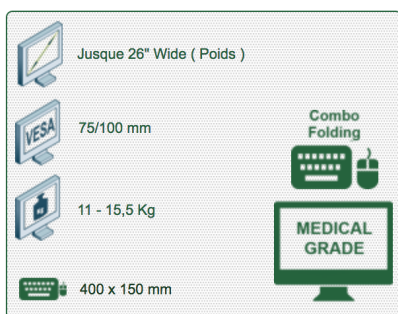 Jusque 26" Wide ( Poids )
VESA
75/100 mm
Combo
Folding
KG
11 - 15,5 Kg
MEDICAL
GRADE
400 x 150 mm